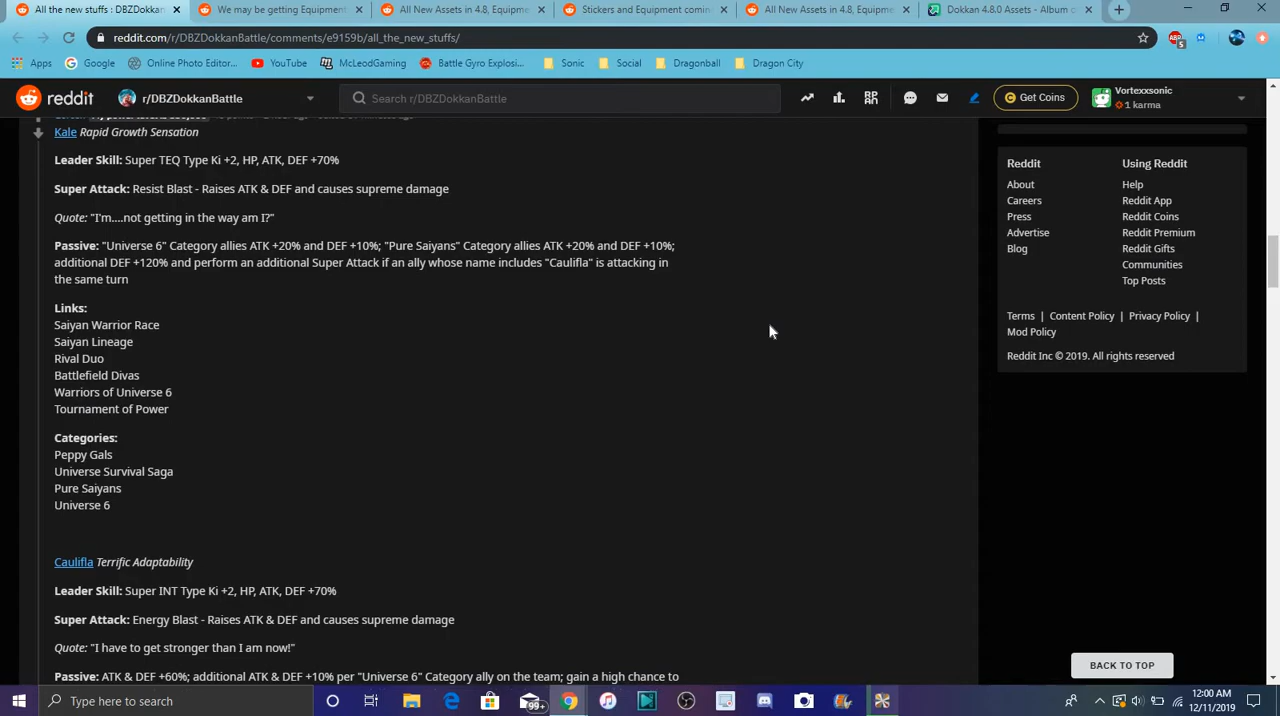 All the new stuffs : DBZDokkan
We may be getting Equipment
All New Assets in 4.8, Equipme
Stickers and Equipment comin
All New Assets in 4.8, Equipme
Dokkan 4.8.0 Assets - Album o
reddit.com/r/DBZDokkanBattle/comments/e9159b/all_the_new_stuffs/
5
Apps
Google
Online Photo Editor...
YouTube
McLeodGaming
Battle Gyro Explosi...
Sonic
Social
Dragonball
Dragon City
reddit
r/DBZDokkanBattle
Search r/DBZDokkanBattle
Get Coins
Vortexxsonic
1 karma
Kale Rapid Growth Sensation
Leader Skill: Super TEQ Type Ki +2, HP, ATK, DEF +70%
Super Attack: Resist Blast - Raises ATK & DEF and causes supreme damage
Quote: "I'm....not getting in the way am I?"
Passive: "Universe 6" Category allies ATK +20% and DEF +10%; "Pure Saiyans" Category allies ATK +20% and DEF +10%;
additional DEF +120% and perform an additional Super Attack if an ally whose name includes "Caulifla" is attacking in
the same turn
Links:
Saiyan Warrior Race
Saiyan Lineage
Rival Duo
Battlefield Divas
Warriors of Universe 6
Tournament of Power
Categories:
Peppy Gals
Universe Survival Saga
Pure Saiyans
Universe 6
Caulifla Terrific Adaptability
Leader Skill: Super INT Type Ki +2, HP, ATK, DEF +70%
Super Attack: Energy Blast - Raises ATK & DEF and causes supreme damage
Quote: "I have to get stronger than I am now!"
Passive: ATK & DEF +60%; additional ATK & DEF +10% per "Universe 6" Category ally on the team; gain a high chance to
Reddit
Using Reddit
About
Help
Careers
Reddit App
Press
Reddit Coins
Advertise
Reddit Premium
Blog
Reddit Gifts
Communities
Top Posts
Terms | Content Policy | Privacy Policy |
Mod Policy
Reddit Inc © 2019. All rights reserved
BACK TO TOP
Type here to search
99+
12:00 AM
12/11/2019